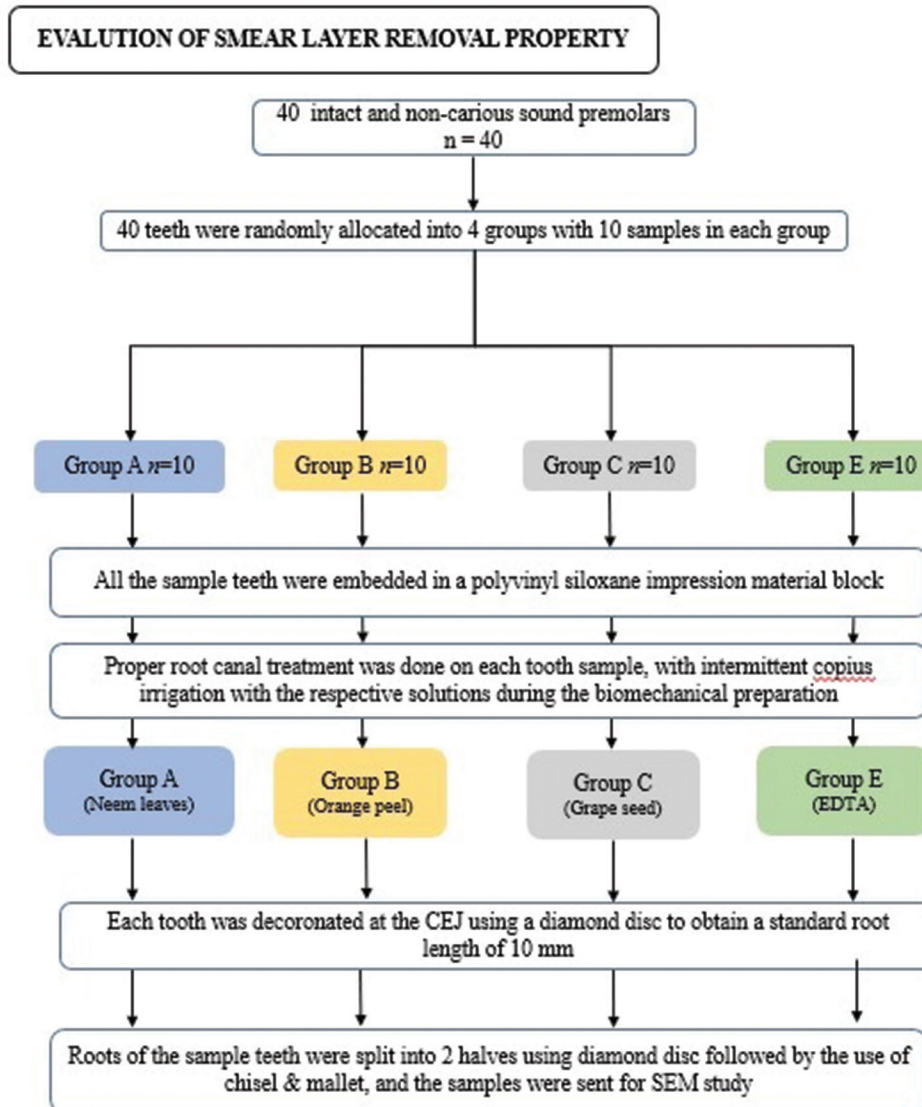 EVALUTION OF SMEAR LAYER REMOVAL PROPERTY
40 intact and non-carious sound premolars
n = 40
40 teeth were randomly allocated into 4 groups with 10 samples in each group
Group A n=10
Group B n=10
Group C n=10
Group E n=10
All the sample teeth were embedded in a polyvinyl siloxane impression material block
Proper root canal treatment was done on each tooth sample, with intermittent copius
irrigation with the respective solutions during the biomechanical preparation
Group A
(Neem leaves)
Group B
(Orange peel)
Group C
(Grape seed)
Group E
(EDTA)
Each tooth was decoronated at the CEJ using a diamond disc to obtain a standard root
length of 10 mm
Roots of the sample teeth were split into 2 halves using diamond disc followed by the use of
chisel & mallet, and the samples were sent for SEM study